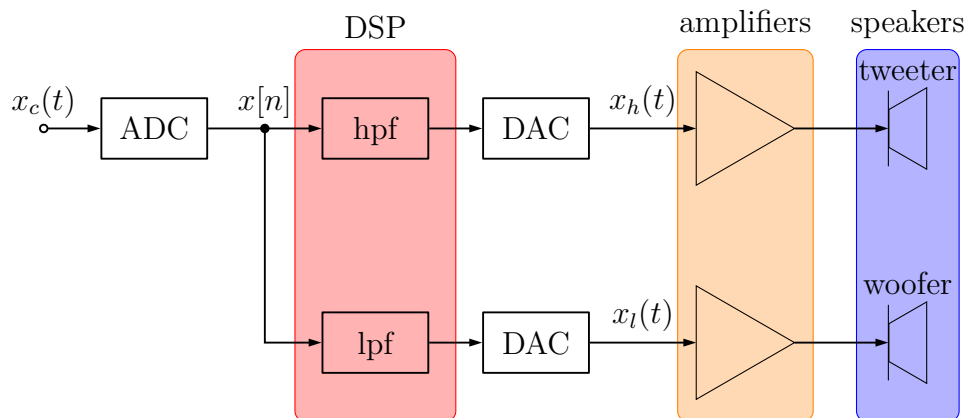 DSP
amplifiers
speakers
tweeter
x_c(t)
ADC
x[n]
hpf
DAC
x_h(t)
woofer
lpf
DAC
x_l(t)